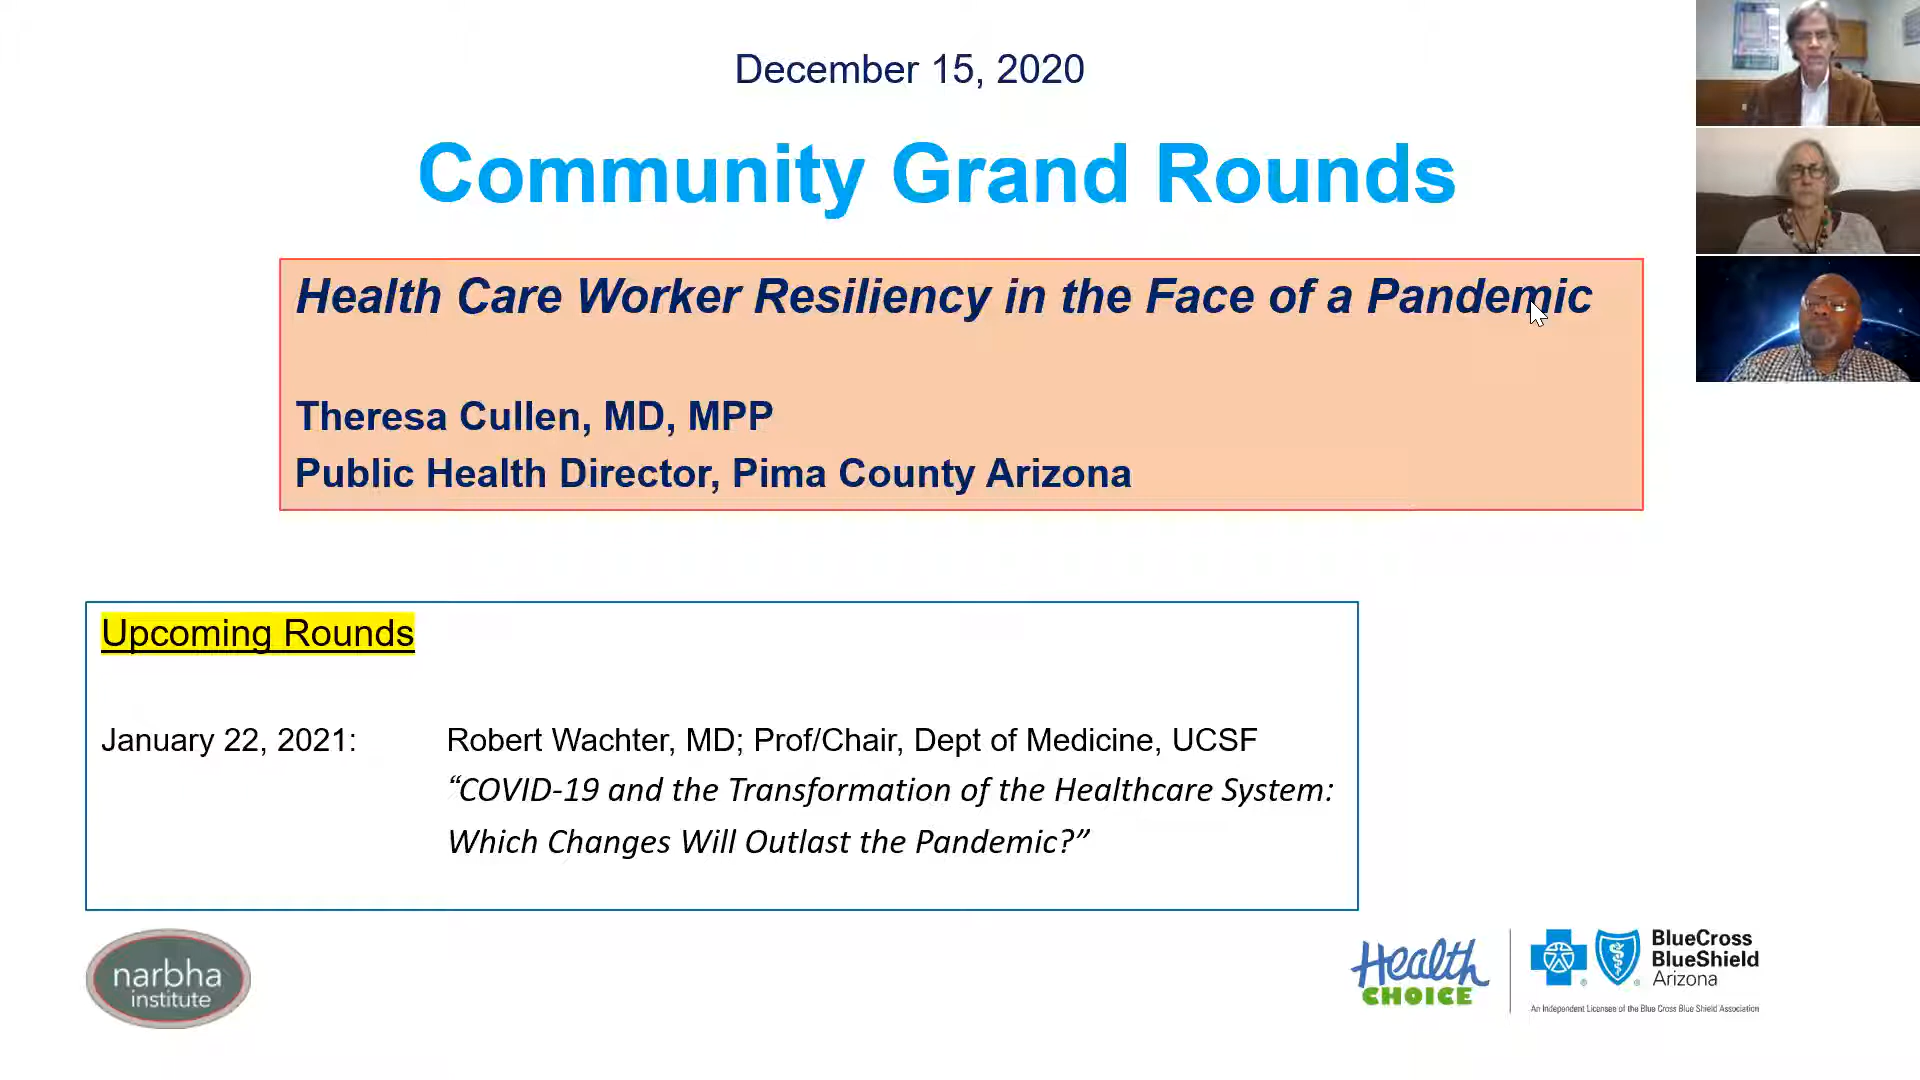 December 15, 2020
Community Grand Rounds
Health Care Worker Resiliency in the Face of a Pandemic
Theresa Cullen, MD, MPP
Public Health Director, Pima County Arizona
Upcoming Rounds
January 22, 2021: Robert Wachter, MD; Prof/Chair, Dept of Medicine, UCSF
“COVID-19 and the Transformation of the Healthcare System:
Which Changes Will Outlast the Pandemic?”
narbha
institute
Health
CHOICE
BlueCross
BlueShield
Arizona
An Independent Licensee of the Blue Cross Blue Shield Association